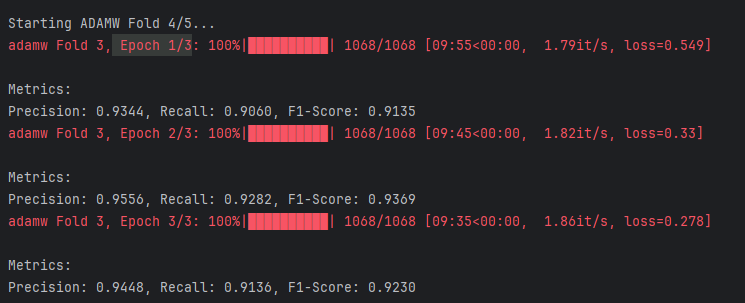 Starting ADAMW Fold 4/5...
adamw Fold 3, Epoch 1/3: 100%|██████████| 1068/1068 [09:55<00:00,  1.79it/s, loss=0.549]
Metrics:
Precision: 0.9344, Recall: 0.9060, F1-Score: 0.9135
adamw Fold 3, Epoch 2/3: 100%|██████████| 1068/1068 [09:45<00:00,  1.82it/s, loss=0.33]
Metrics:
Precision: 0.9556, Recall: 0.9282, F1-Score: 0.9369
adamw Fold 3, Epoch 3/3: 100%|██████████| 1068/1068 [09:35<00:00,  1.86it/s, loss=0.278]
Metrics:
Precision: 0.9448, Recall: 0.9136, F1-Score: 0.9230